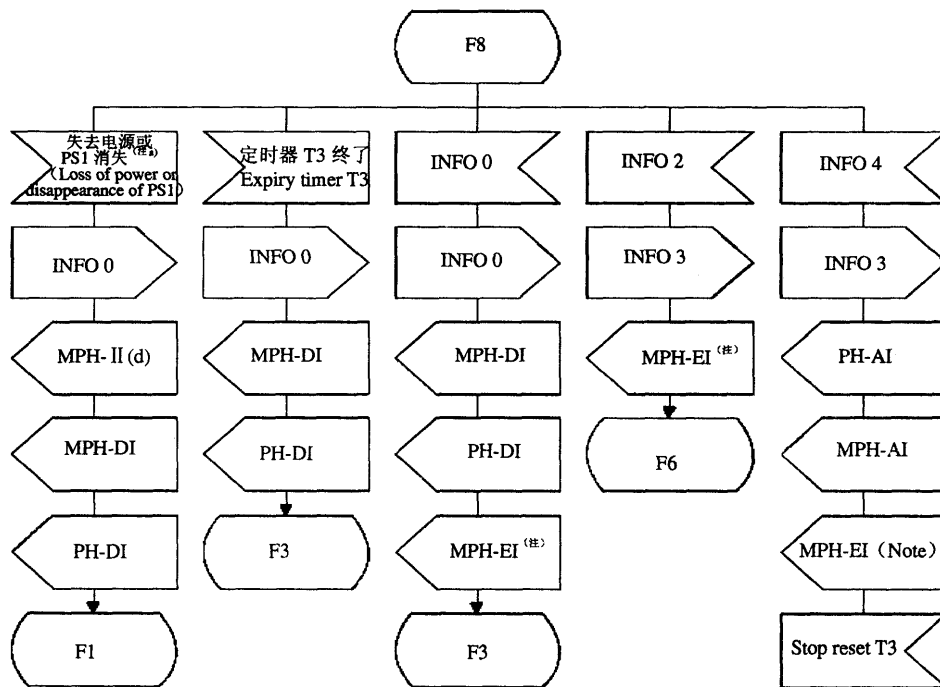 F8
失去电源或
PS1 消失(注a)
(Loss of power or
disappearance of PS1)
定时器 T3 终了
Expiry timer T3
INFO 0
INFO 2
INFO 4
INFO 0
INFO 0
INFO 0
INFO 3
INFO 3
MPH-Ⅱ(d)
MPH-DI
MPH-DI
MPH-EI(注)
PH-AI
MPH-DI
PH-DI
PH-DI
F6
MPH-AI
PH-DI
F3
MPH-EI(注)
MPH-EI(Note)
F1
F3
Stop reset T3